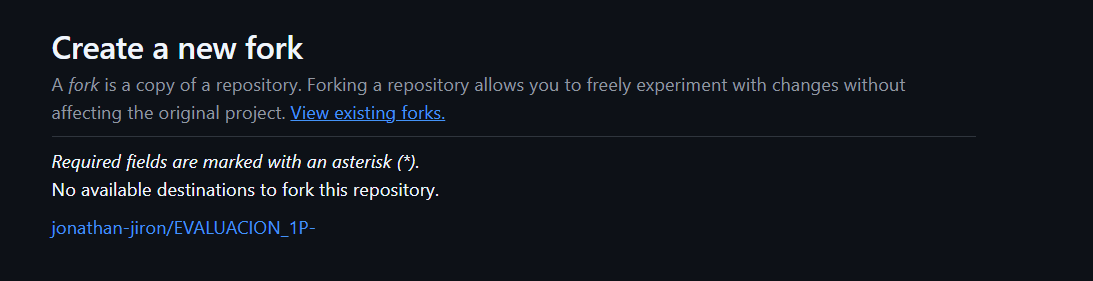 Create a new fork
A fork is a copy of a repository. Forking a repository allows you to freely experiment with changes without
affecting the original project. View existing forks.
Required fields are marked with an asterisk (*).
No available destinations to fork this repository.
jonathan-jiron/EVALUACION_1P-